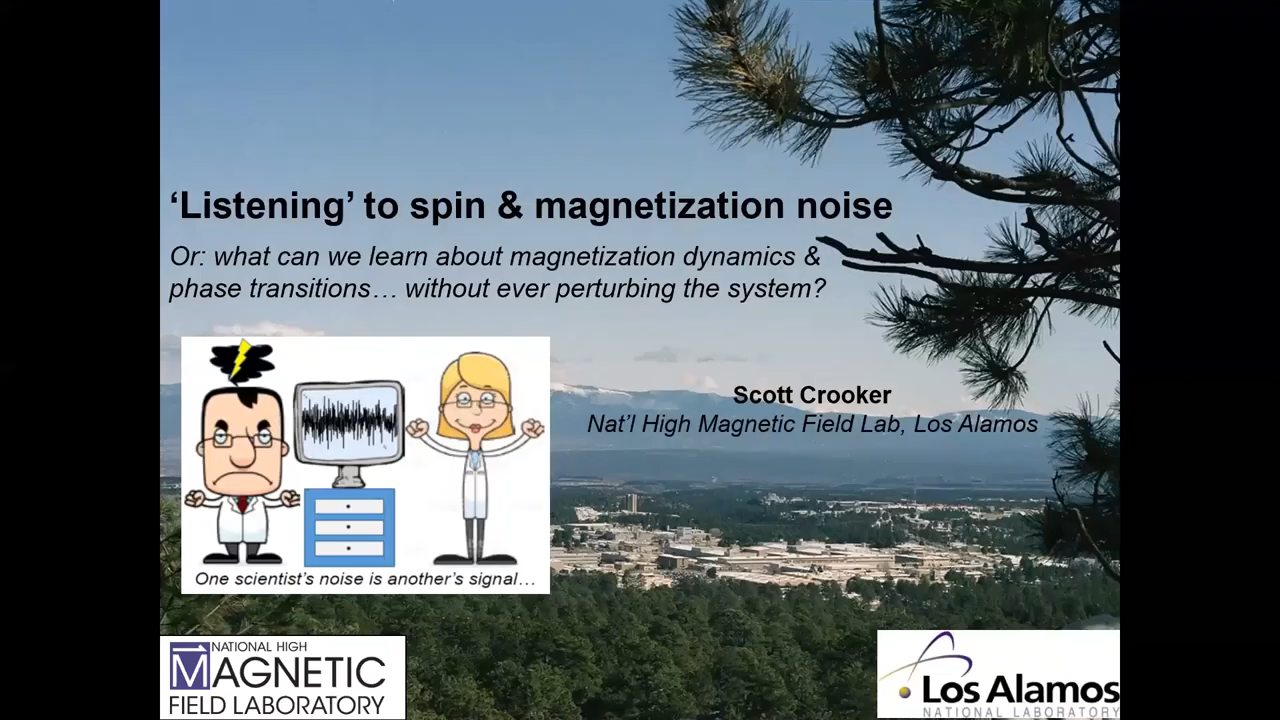 ‘Listening’ to spin & magnetization noise
Or: what can we learn about magnetization dynamics &
phase transitions… without ever perturbing the system?
Scott Crooker
Nat’l High Magnetic Field Lab, Los Alamos
One scientist’s noise is another’s signal…
NATIONAL HIGH
MAGNETIC
FIELD LABORATORY
Los Alamos
NATIONAL LABORATORY